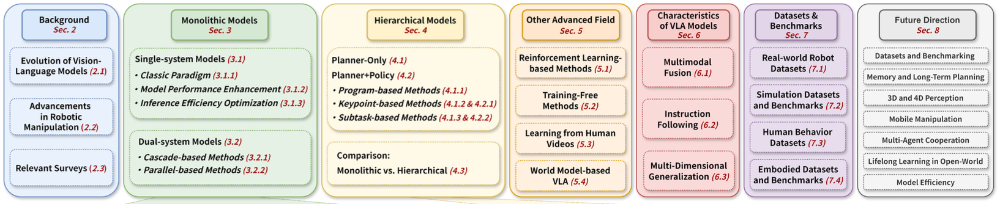 Background
Sec. 2
Evolution of Vision-
Language Models (2.1)
Advancements
in Robotic
Manipulation (2.2)
Relevant Surveys (2.3)
Monolithic Models
Sec. 3
Single-system Models (3.1)
• Classic Paradigm (3.1.1)
• Model Performance Enhancement (3.1.2)
• Inference Efficiency Optimization (3.1.3)
Dual-system Models (3.2)
• Cascade-based Methods (3.2.1)
• Parallel-based Methods (3.2.2)
Hierarchical Models
Sec. 4
Planner-Only (4.1)
Planner+Policy (4.2)
• Program-based Methods (4.1.1)
• Keypoint-based Methods (4.1.2 & 4.2.1)
• Subtask-based Methods (4.1.3 & 4.2.2)
Comparison:
Monolithic vs. Hierarchical (4.3)
Other Advanced Field
Sec. 5
Reinforcement Learning-
based Methods (5.1)
Training-Free
Methods (5.2)
Learning from Human
Videos (5.3)
World Model-based
VLA (5.4)
Characteristics
of VLA Models
Sec. 6
Multimodal
Fusion (6.1)
Instruction
Following (6.2)
Multi-Dimensional
Generalization (6.3)
Datasets &
Benchmarks
Sec. 7
Real-world Robot
Datasets (7.1)
Simulation Datasets
and Benchmarks (7.2)
Human Behavior
Datasets (7.3)
Embodied Datasets
and Benchmarks (7.4)
Future Direction
Sec. 8
Datasets and Benchmarking
Memory and Long-Term Planning
3D and 4D Perception
Mobile Manipulation
Multi-Agent Cooperation
Lifelong Learning in Open-World
Model Efficiency